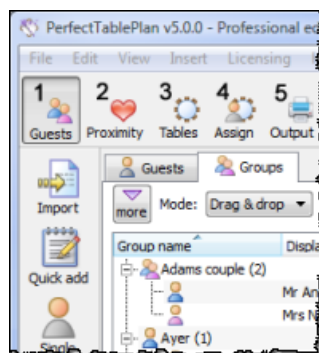 PerfectTablePlan v5.0.0 - Professional ed
File Edit View Insert Licensing
1 2 3 4 5
Guests Proximity Tables Assign Output
Guests Groups
Import
more Mode: Drag & drop
Group name Displa
Quick add
Adams couple (2)
Mr An
Mrs N
Single
Ayer (1)